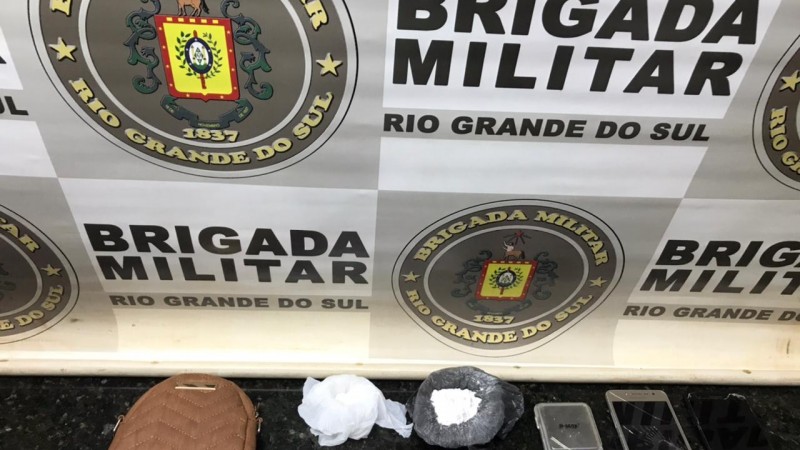 BRIGADA
MILITAR
RIO GRANDE DO SUL
1837
RIO GRANDE DO SUL
SUL
BRIGADA
MILITAR
RIO GRANDE DO SUL
BRIGADA MILITAR
1837
RIO GRANDE DO SUL
BRIGADA
MILIT
RIO GRANDE DO